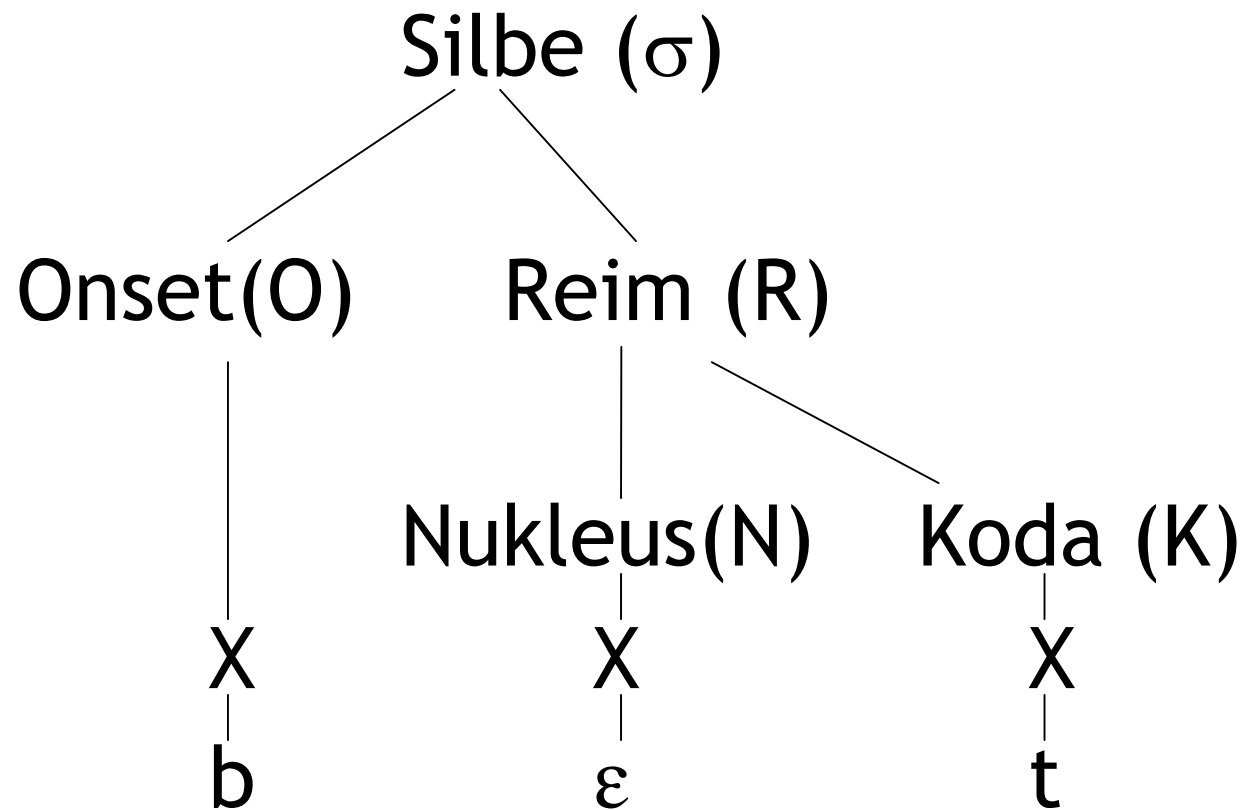 Silbe (σ)
Onset(O) Reim (R)
Nukleus(N) Koda (K)
X X X
b ε t